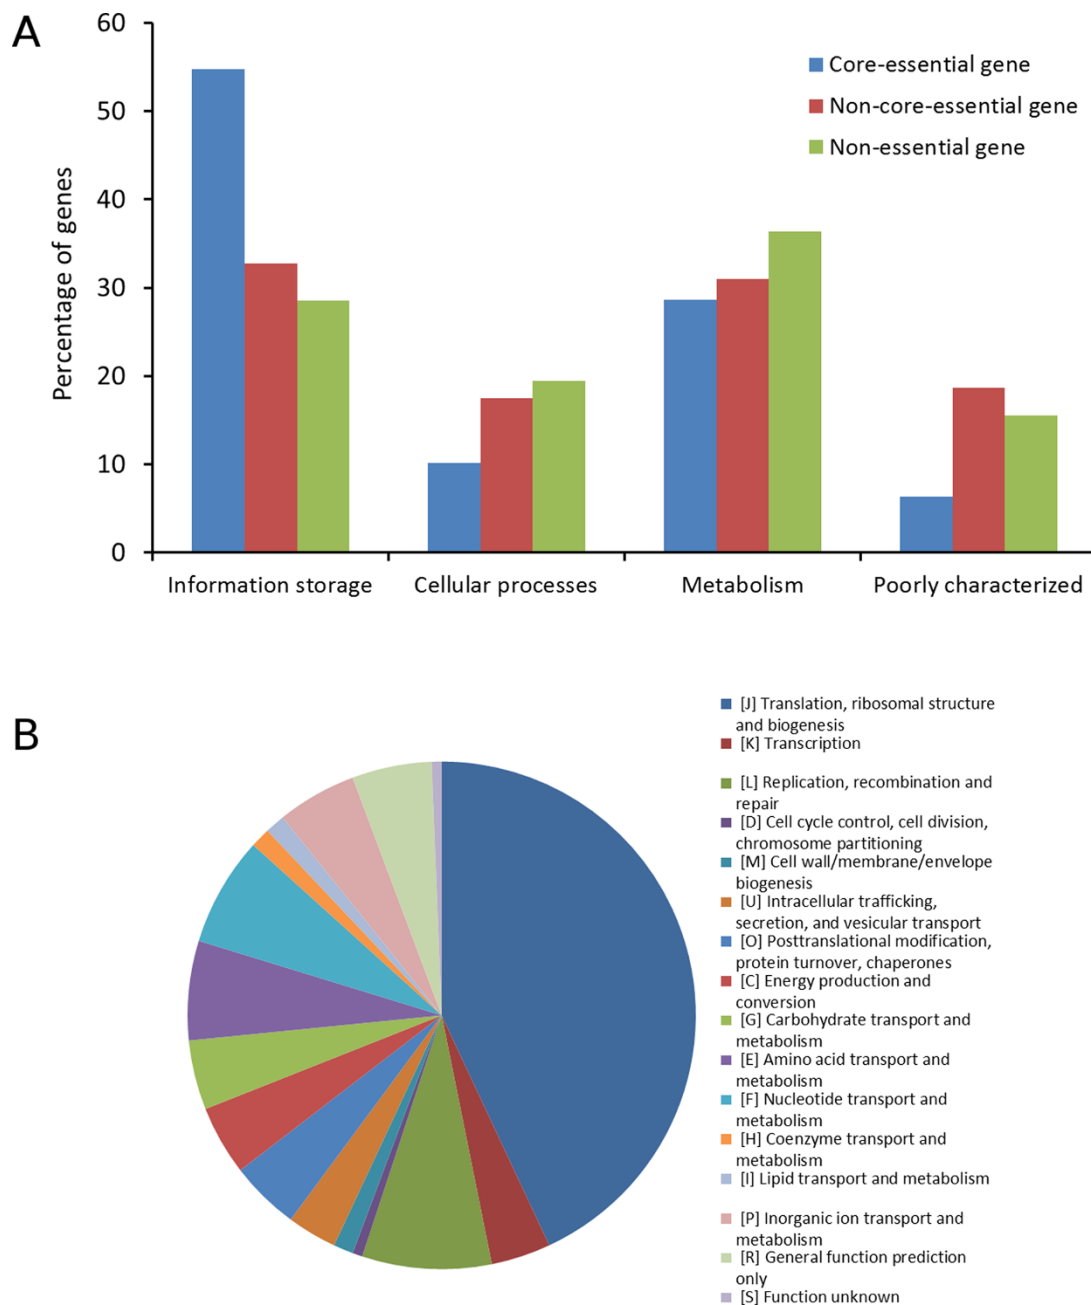 A
60
50
40
30
20
10
0
Percentage of genes
Core-essential gene
Non-core-essential gene
Non-essential gene
Information storage
Cellular processes
Metabolism
Poorly characterized
B
[J] Translation, ribosomal structure
and biogenesis
[K] Transcription
[L] Replication, recombination and
repair
[D] Cell cycle control, cell division,
chromosome partitioning
[M] Cell wall/membrane/envelope
biogenesis
[U] Intracellular trafficking,
secretion, and vesicular transport
[O] Posttranslational modification,
protein turnover, chaperones
[C] Energy production and
conversion
[G] Carbohydrate transport and
metabolism
[E] Amino acid transport and
metabolism
[F] Nucleotide transport and
metabolism
[H] Coenzyme transport and
metabolism
[I] Lipid transport and metabolism
[P] Inorganic ion transport and
metabolism
[R] General function prediction
only
[S] Function unknown